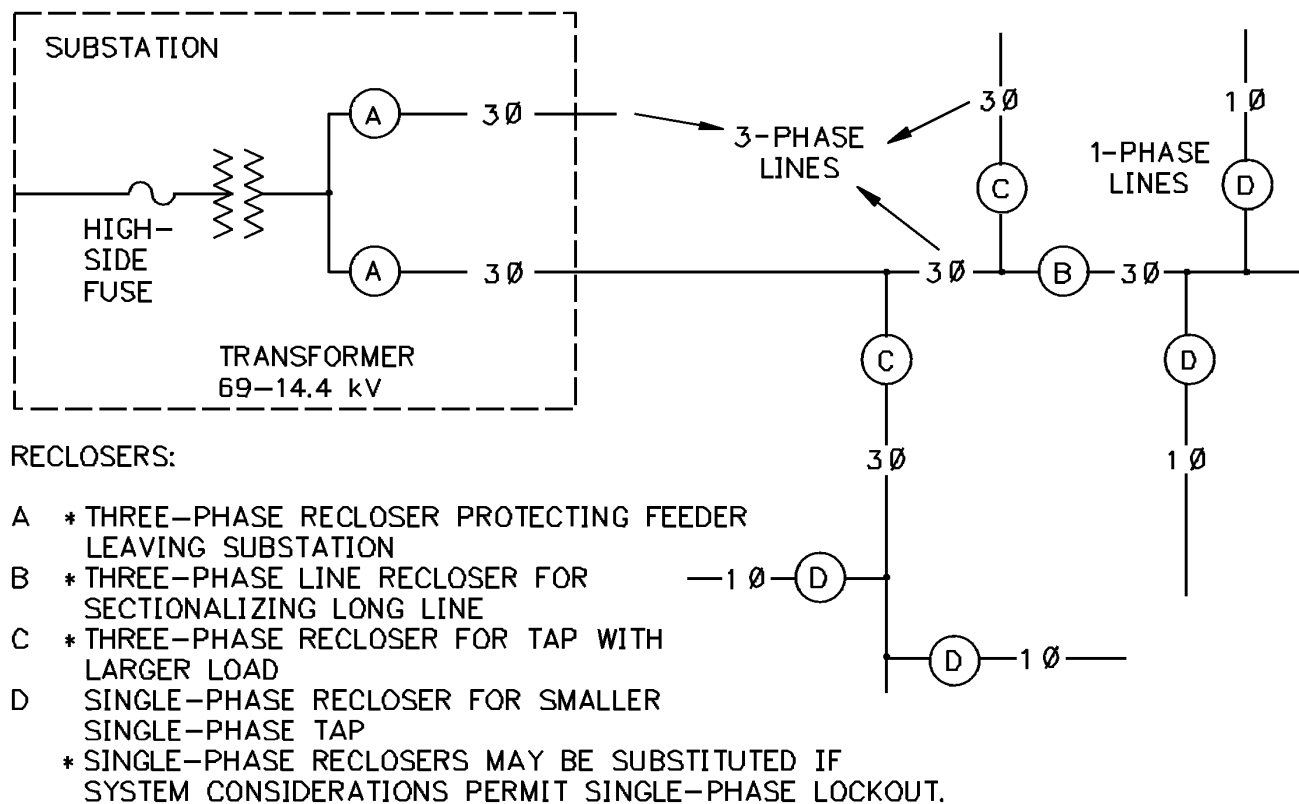 SUBSTATION
A
3Ø
3-PHASE
LINES
3Ø
1Ø
1-PHASE
LINES
C
D
HIGH-
SIDE
FUSE
A
3Ø
3Ø
B
3Ø
TRANSFORMER
69-14.4 kV
C
D
3Ø
1Ø
1Ø
D
D
1Ø
RECLOSERS:
A * THREE-PHASE RECLOSER PROTECTING FEEDER
LEAVING SUBSTATION
B * THREE-PHASE LINE RECLOSER FOR
SECTIONALIZING LONG LINE
C * THREE-PHASE RECLOSER FOR TAP WITH
LARGER LOAD
D SINGLE-PHASE RECLOSER FOR SMALLER
SINGLE-PHASE TAP
* SINGLE-PHASE RECLOSERS MAY BE SUBSTITUTED IF
SYSTEM CONSIDERATIONS PERMIT SINGLE-PHASE LOCKOUT.